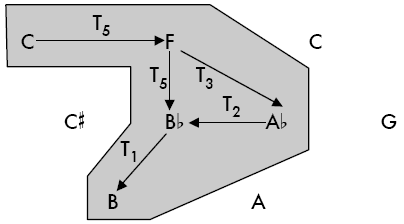 T₅
C F C
T₅ T₃
T₂
C♯ B♭ A♭ G
T₁
B A